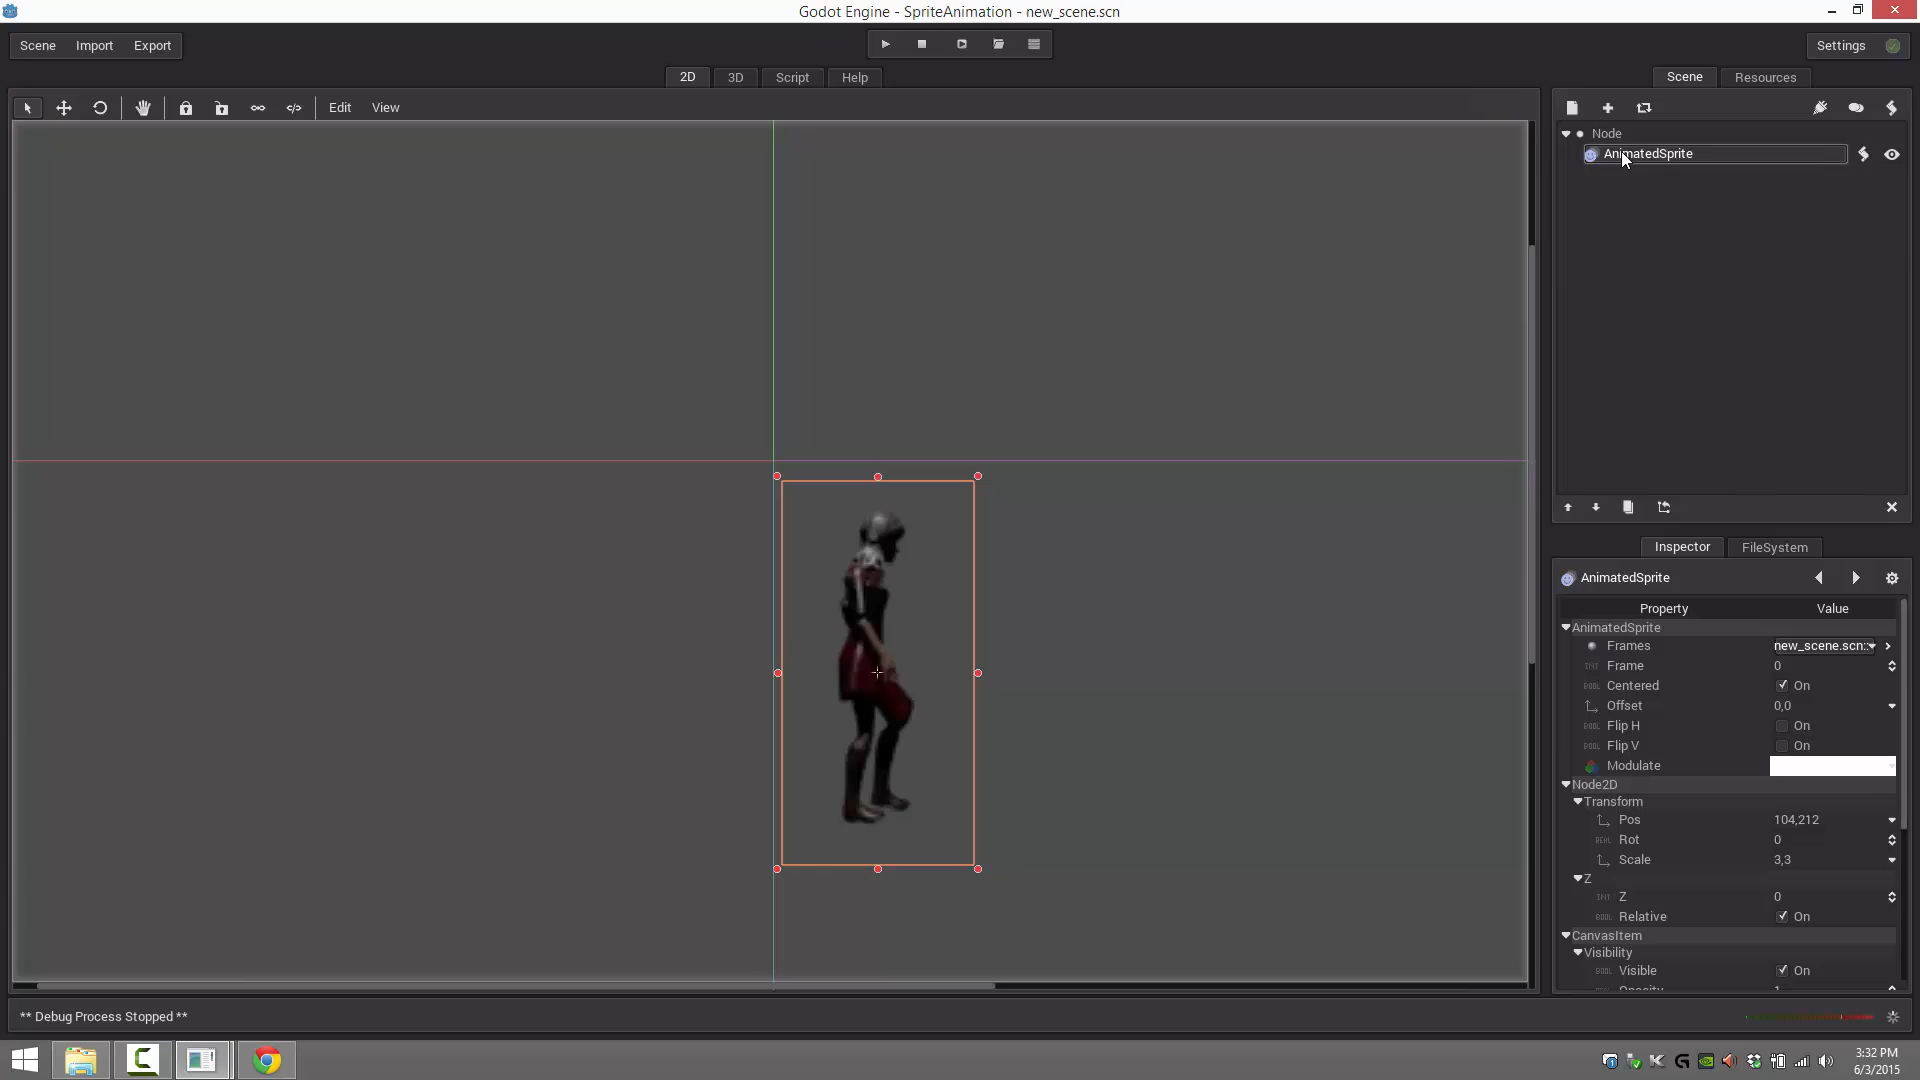 Godot Engine - SpriteAnimation - new_scene.scn
Scene Import Export
Settings
2D 3D Script Help
Scene Resources
Edit View
Node
AnimatedSprite
Inspector FileSystem
AnimatedSprite
Property Value
AnimatedSprite
Frames new_scene.scn::
Frame 0
Centered On
Offset 0,0
Flip H On
Flip V On
Modulate
Node2D
Transform
Pos 104,212
Rot 0
Scale 3,3
Z
Z 0
Relative On
CanvasItem
Visibility
Visible On
Opacity 1
** Debug Process Stopped **
3:32 PM
6/3/2015